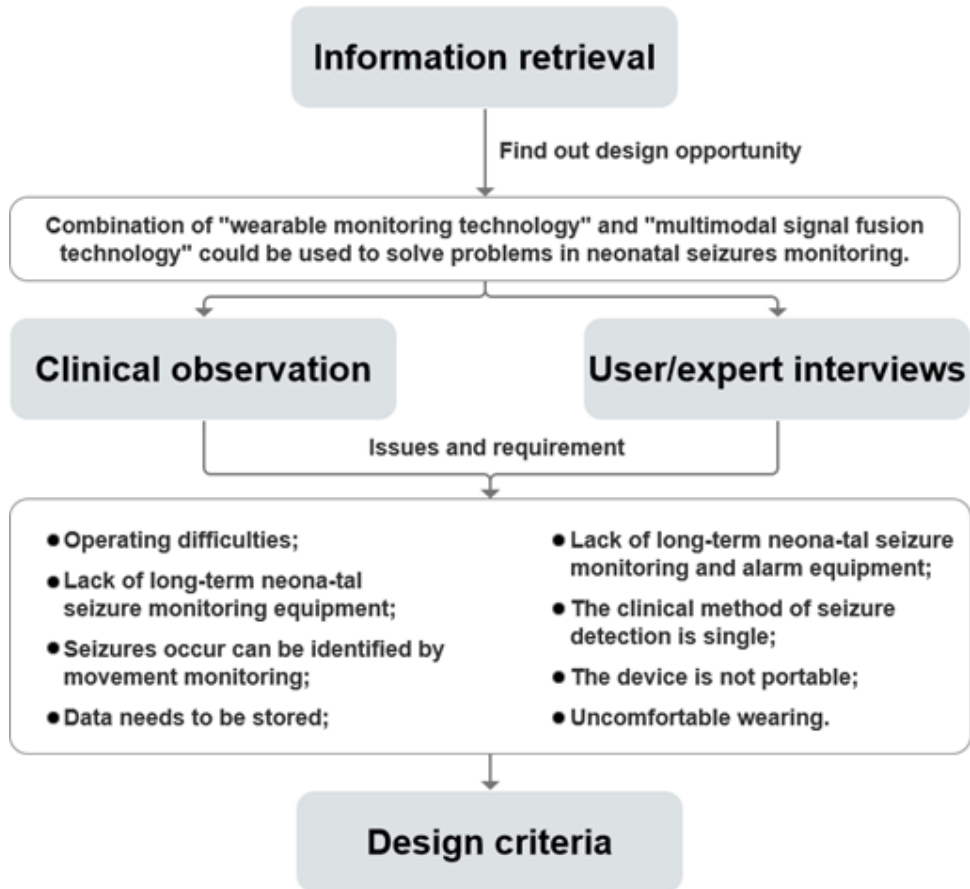 Information retrieval
Find out design opportunity
Combination of "wearable monitoring technology" and "multimodal signal fusion
technology" could be used to solve problems in neonatal seizures monitoring.
Clinical observation
User/expert interviews
Issues and requirement
●Operating difficulties;
●Lack of long-term neona-tal
seizure monitoring equipment;
●Seizures occur can be identified by
movement monitoring;
●Data needs to be stored;
●Lack of long-term neona-tal seizure
monitoring and alarm equipment;
●The clinical method of seizure
detection is single;
●The device is not portable;
●Uncomfortable wearing.
Design criteria